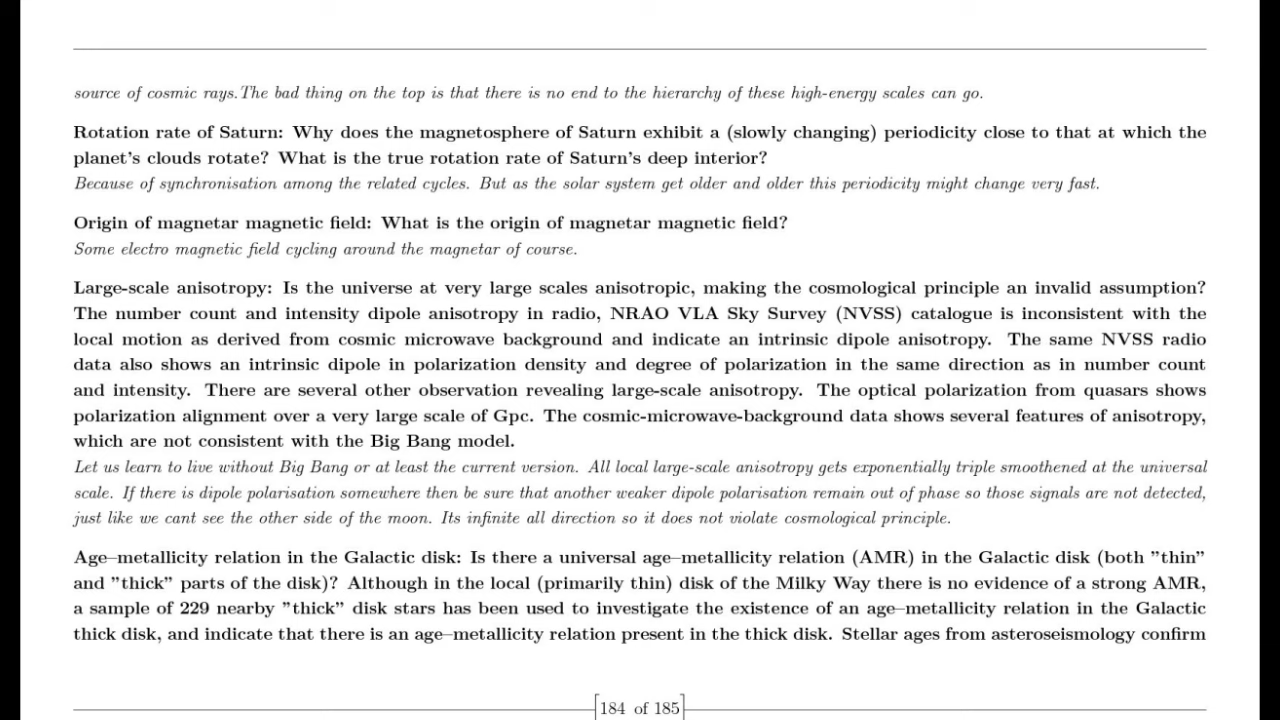 source of cosmic rays.The bad thing on the top is that there is no end to the hierarchy of these high-energy scales can go.
Rotation rate of Saturn: Why does the magnetosphere of Saturn exhibit a (slowly changing) periodicity close to that at which the
planet's clouds rotate? What is the true rotation rate of Saturn's deep interior?
Because of synchronisation among the related cycles. But as the solar system get older and older this periodicity might change very fast.
Origin of magnetar magnetic field: What is the origin of magnetar magnetic field?
Some electro magnetic field cycling around the magnetar of course.
Large-scale anisotropy: Is the universe at very large scales anisotropic, making the cosmological principle an invalid assumption?
The number count and intensity dipole anisotropy in radio, NRAO VLA Sky Survey (NVSS) catalogue is inconsistent with the
local motion as derived from cosmic microwave background and indicate an intrinsic dipole anisotropy. The same NVSS radio
data also shows an intrinsic dipole in polarization density and degree of polarization in the same direction as in number count
and intensity. There are several other observation revealing large-scale anisotropy. The optical polarization from quasars shows
polarization alignment over a very large scale of Gpc. The cosmic-microwave-background data shows several features of anisotropy,
which are not consistent with the Big Bang model.
Let us learn to live without Big Bang or at least the current version. All local large-scale anisotropy gets exponentially triple smoothened at the universal
scale. If there is dipole polarisation somewhere then be sure that another weaker dipole polarisation remain out of phase so those signals are not detected,
just like we cant see the other side of the moon. Its infinite all direction so it does not violate cosmological principle.
Age–metallicity relation in the Galactic disk: Is there a universal age–metallicity relation (AMR) in the Galactic disk (both "thin"
and "thick" parts of the disk)? Although in the local (primarily thin) disk of the Milky Way there is no evidence of a strong AMR,
a sample of 229 nearby "thick" disk stars has been used to investigate the existence of an age–metallicity relation in the Galactic
thick disk, and indicate that there is an age–metallicity relation present in the thick disk. Stellar ages from asteroseismology confirm
184 of 185